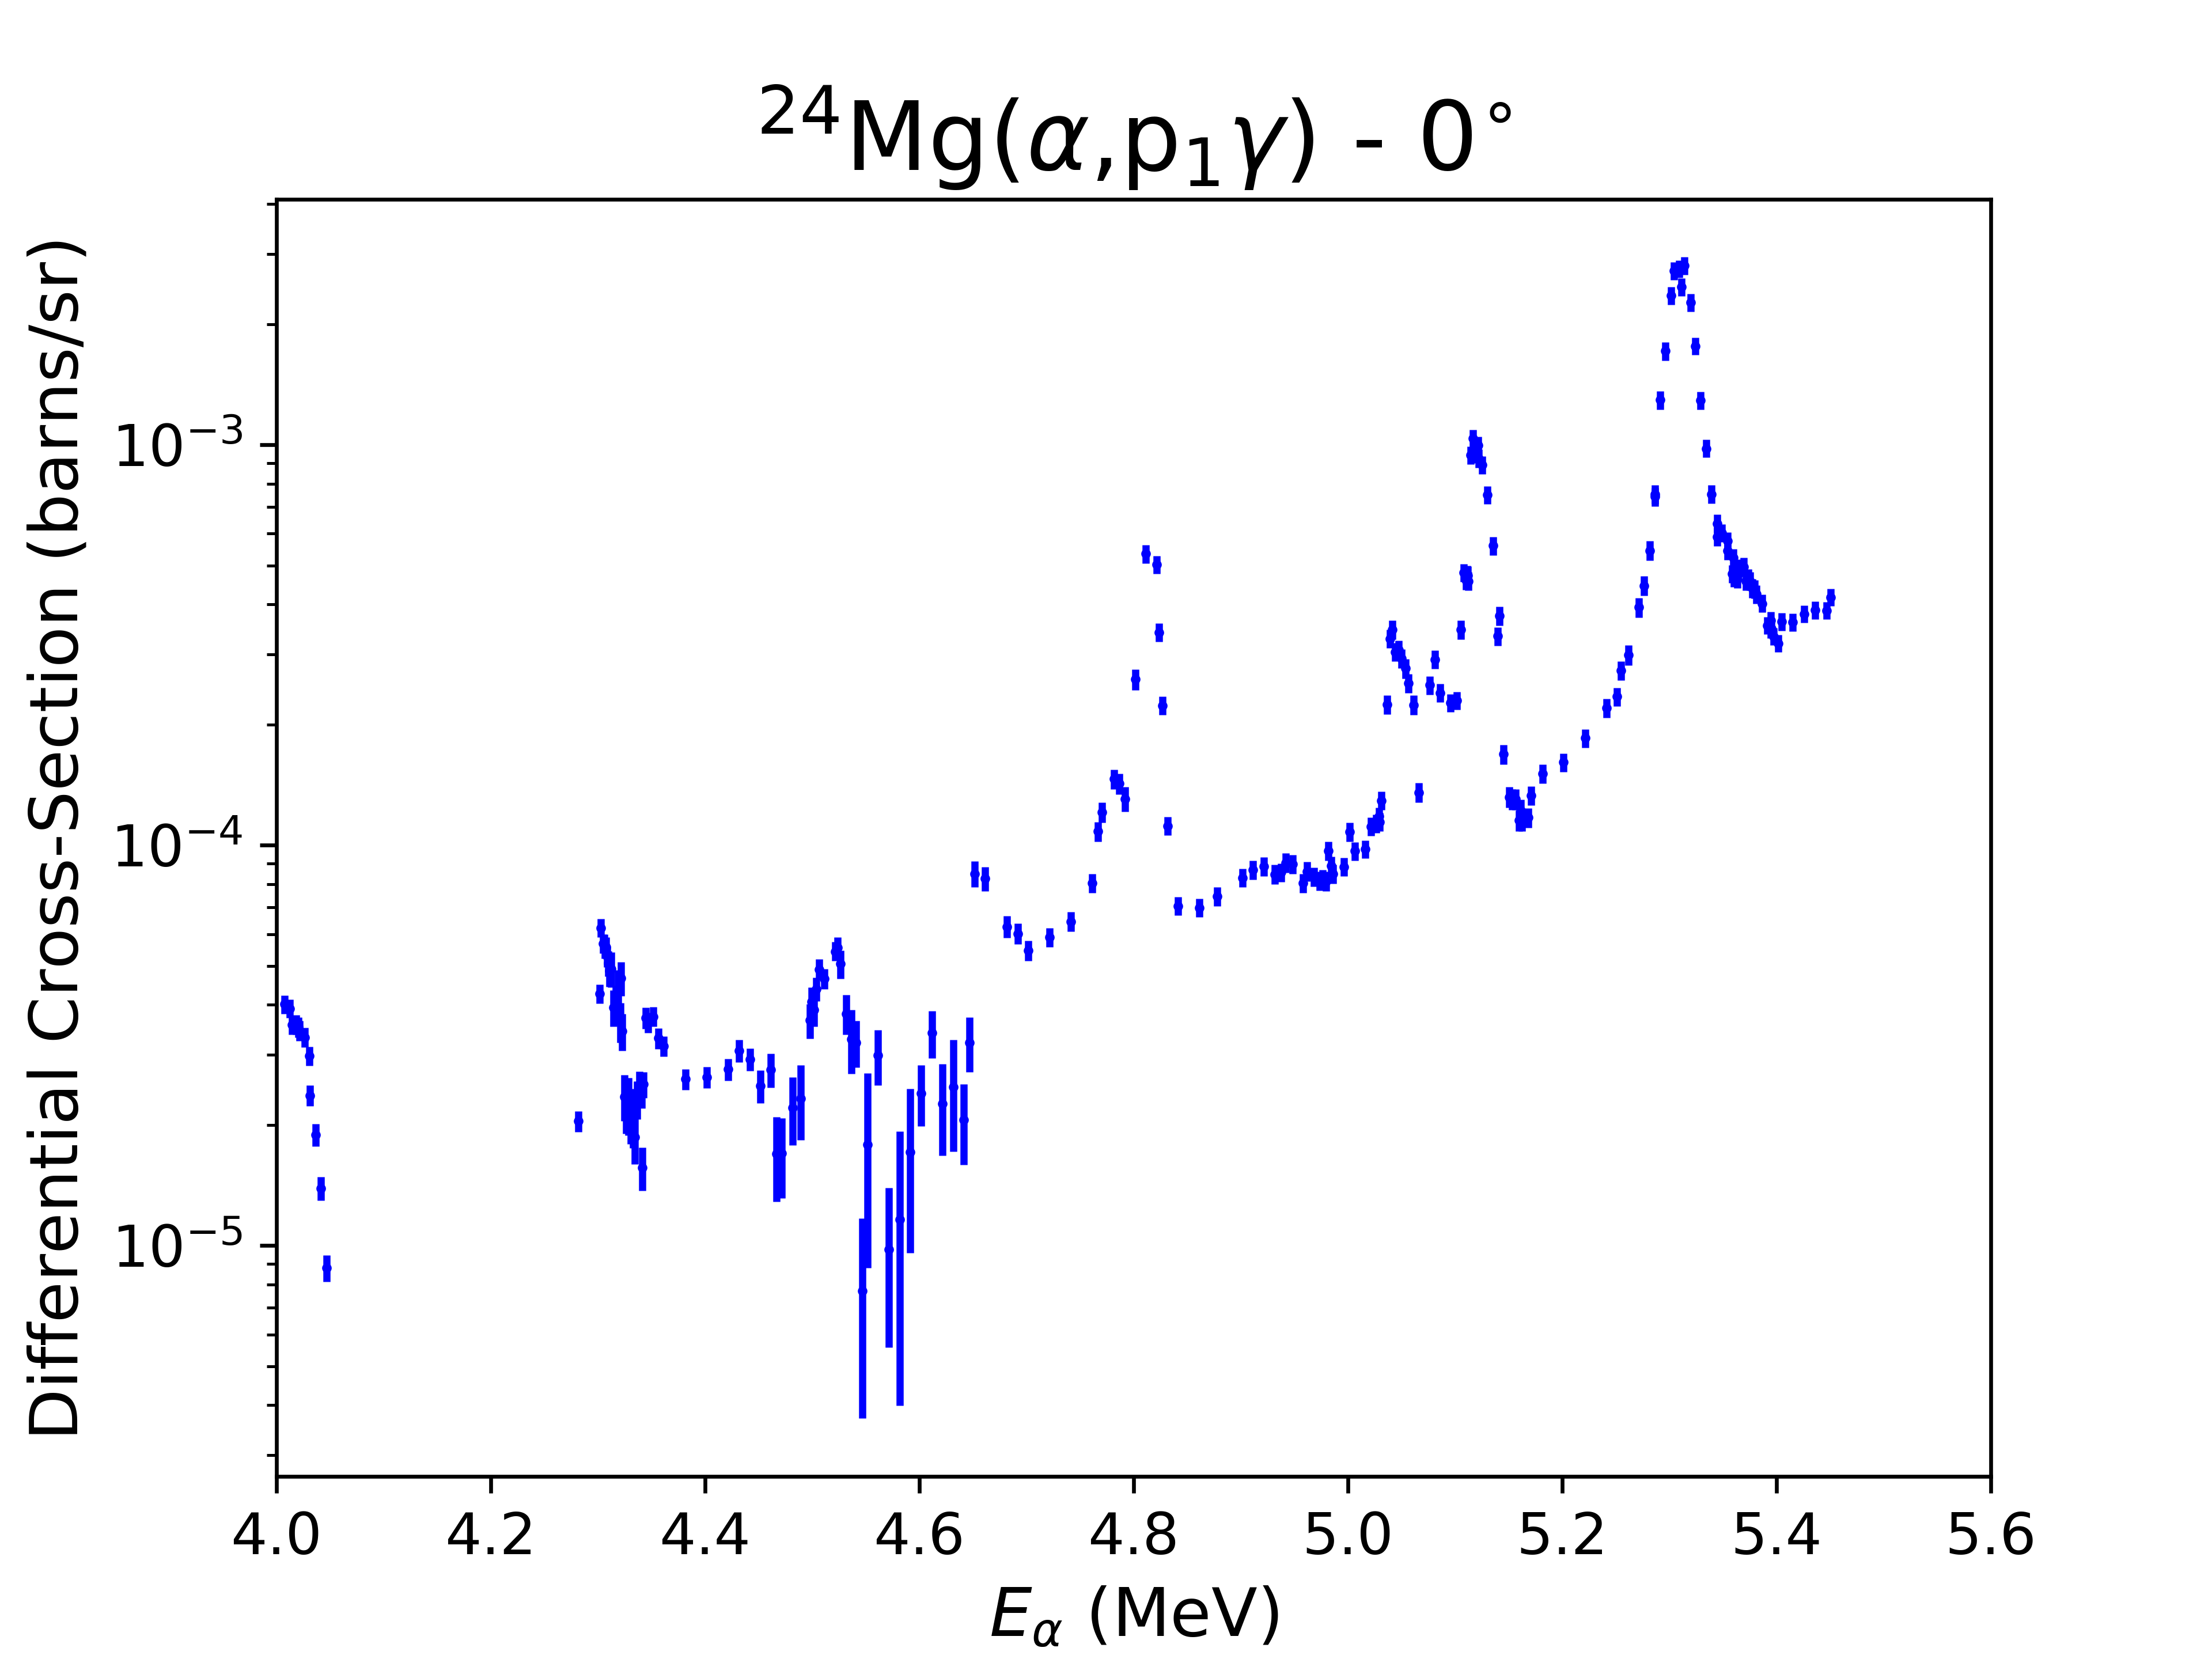 ²⁴Mg(α,p₁γ) - 0°
Differential Cross-Section (barns/sr)
10⁻³
10⁻⁴
10⁻⁵
4.0 4.2 4.4 4.6 4.8 5.0 5.2 5.4 5.6
E_α (MeV)